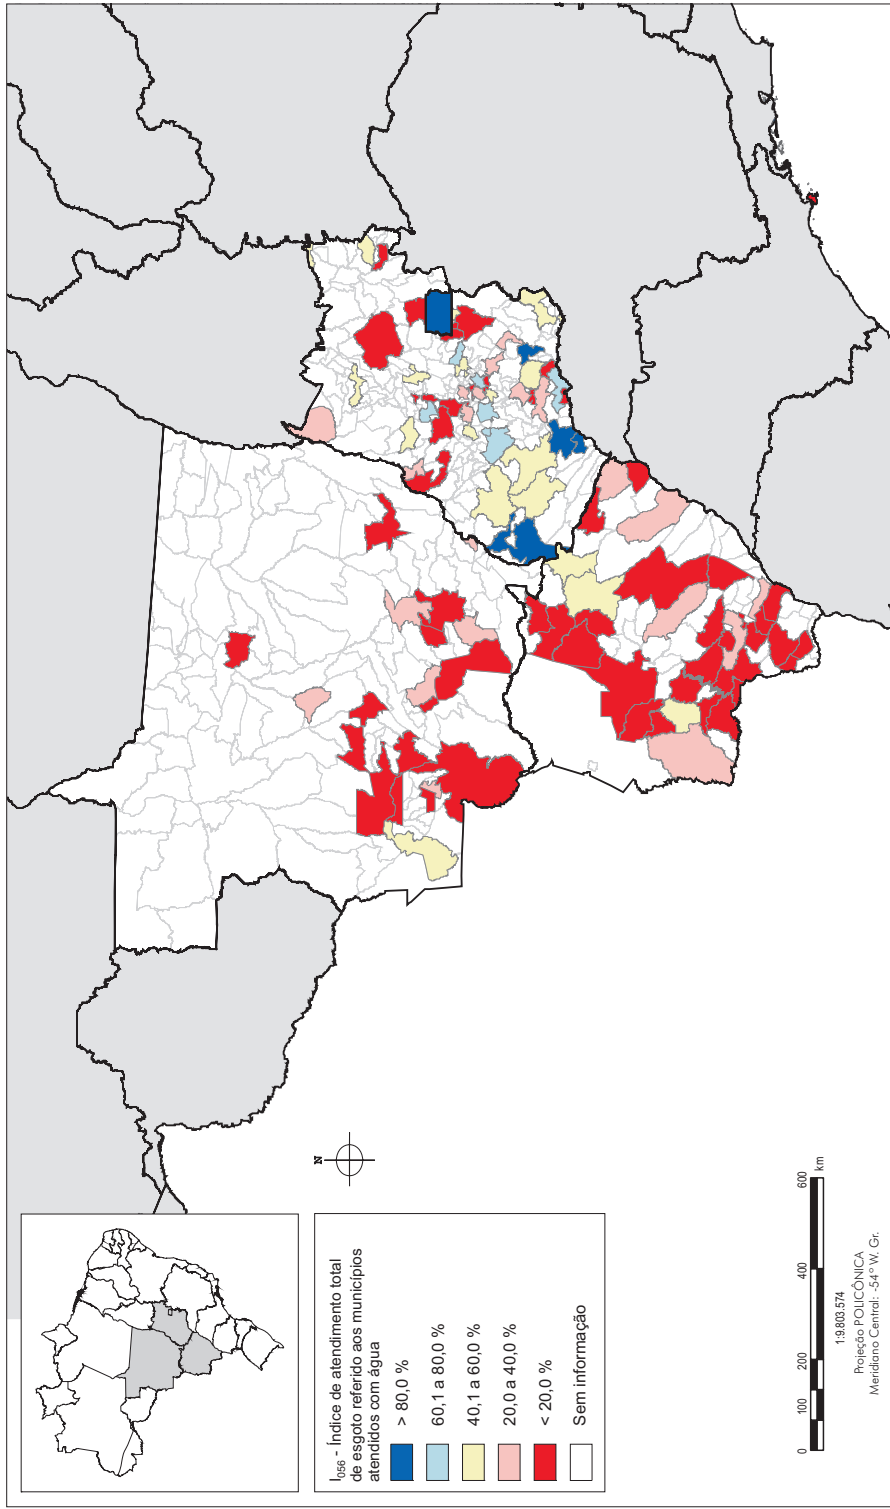 N
I056 - Índice de atendimento total
de esgoto referido aos municípios
atendidos com água
> 80,0 %
60,1 a 80,0 %
40,1 a 60,0 %
20,0 a 40,0 %
< 20,0 %
Sem informação
0 100 200 400 600
km
1:9.803.574
Projeção POLICÔNICA
Meridiano Central: -54° W. Gr.